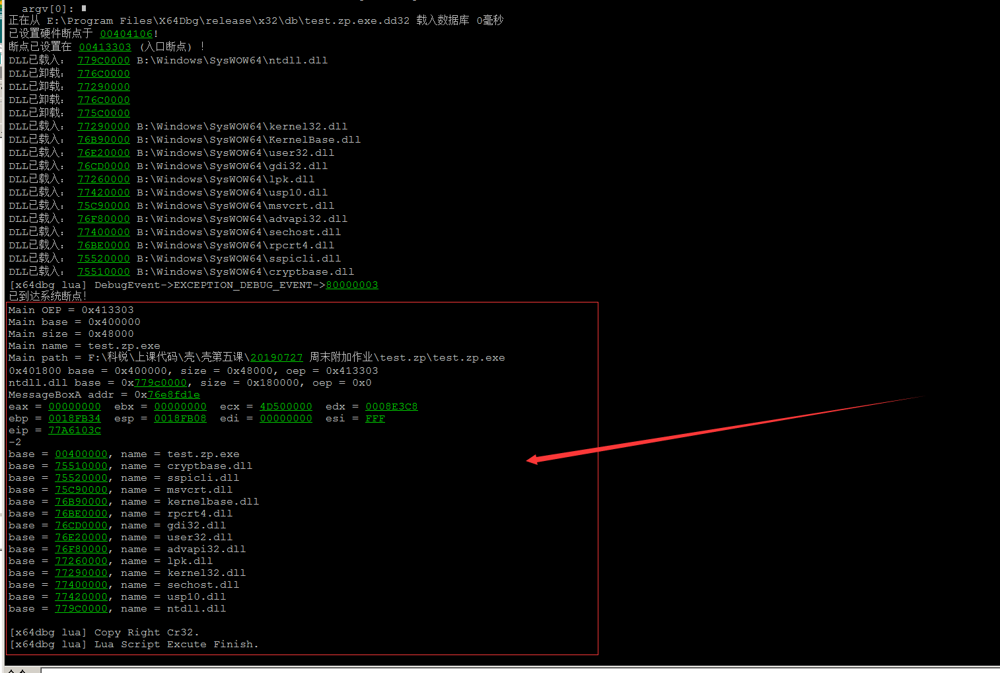 argv[0]:
正在从 E:\Program Files\X64Dbg\release\x32\db\test.zp.exe.dd32 载入数据库 0毫秒
已设置硬件断点于 00404106!
断点已设置在 00413303 (入口断点) !
DLL已载入: 779C0000 B:\Windows\SysWOW64\ntdll.dll
DLL已卸载: 776C0000
DLL已卸载: 77290000
DLL已卸载: 776C0000
DLL已卸载: 775C0000
DLL已载入: 77290000 B:\Windows\SysWOW64\kernel32.dll
DLL已载入: 76B90000 B:\Windows\SysWOW64\KernelBase.dll
DLL已载入: 76E20000 B:\Windows\SysWOW64\user32.dll
DLL已载入: 76CD0000 B:\Windows\SysWOW64\gdi32.dll
DLL已载入: 77260000 B:\Windows\SysWOW64\lpk.dll
DLL已载入: 77420000 B:\Windows\SysWOW64\usp10.dll
DLL已载入: 75C90000 B:\Windows\SysWOW64\msvcrt.dll
DLL已载入: 76F80000 B:\Windows\SysWOW64\advapi32.dll
DLL已载入: 77400000 B:\Windows\SysWOW64\sechost.dll
DLL已载入: 76BE0000 B:\Windows\SysWOW64\rpcrt4.dll
DLL已载入: 75520000 B:\Windows\SysWOW64\sspicli.dll
DLL已载入: 75510000 B:\Windows\SysWOW64\cryptbase.dll
[x64dbg lua] DebugEvent->EXCEPTION_DEBUG_EVENT->80000003
已到达系统断点!
Main OEP = 0x413303
Main base = 0x400000
Main size = 0x48000
Main name = test.zp.exe
Main path = F:\科锐\上课代码\壳\壳第五课\20190727 周末附加作业\test.zp\test.zp.exe
0x401800 base = 0x400000, size = 0x48000, oep = 0x413303
ntdll.dll base = 0x779c0000, size = 0x180000, oep = 0x0
MessageBoxA addr = 0x76e8fd1e
eax = 00000000 ebx = 00000000 ecx = 4D500000 edx = 0008E3C8
ebp = 0018FB34 esp = 0018FB08 edi = 00000000 esi = FFF
eip = 77A6103C
-2
base = 00400000, name = test.zp.exe
base = 75510000, name = cryptbase.dll
base = 75520000, name = sspicli.dll
base = 75C90000, name = msvcrt.dll
base = 76B90000, name = kernelbase.dll
base = 76BE0000, name = rpcrt4.dll
base = 76CD0000, name = gdi32.dll
base = 76E20000, name = user32.dll
base = 76F80000, name = advapi32.dll
base = 77260000, name = lpk.dll
base = 77290000, name = kernel32.dll
base = 77400000, name = sechost.dll
base = 77420000, name = usp10.dll
base = 779C0000, name = ntdll.dll
[x64dbg lua] Copy Right Cr32.
[x64dbg lua] Lua Script Excute Finish.